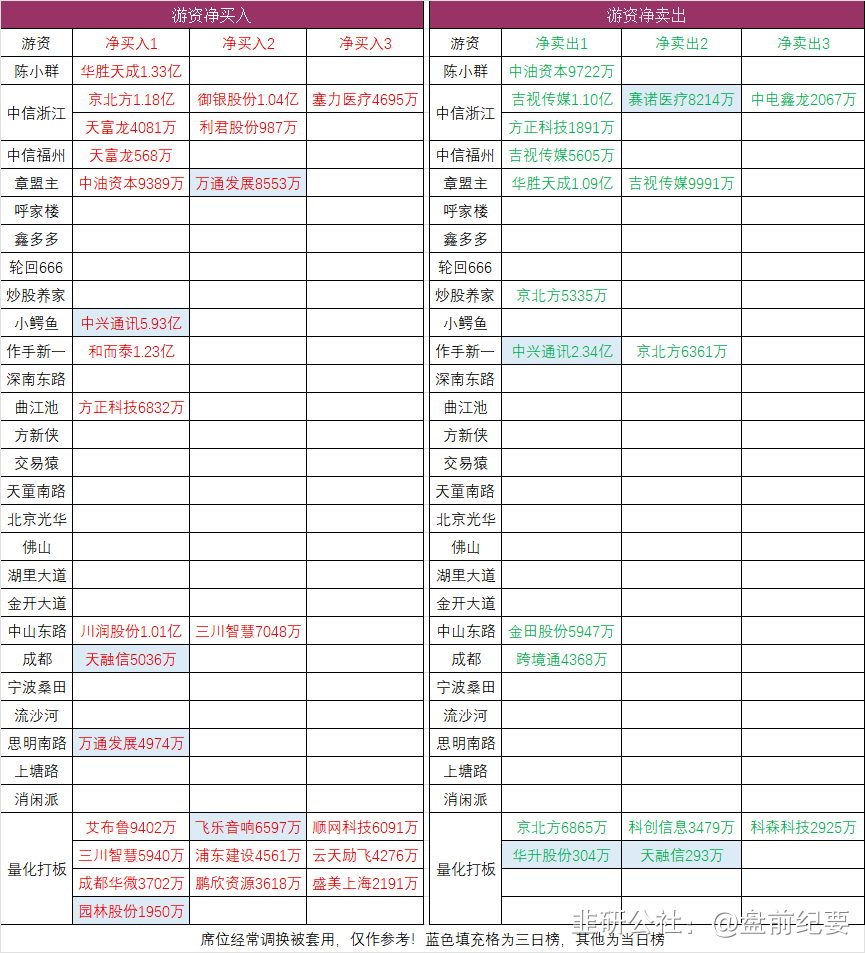 游资净买入 游资净卖出
游资 净买入1 净买入2 净买入3 游资 净卖出1 净卖出2 净卖出3
陈小群 华胜天成1.33亿 陈小群 中油资本9722万
中信浙江 京北方1.18亿 御银股份1.04亿 塞力医疗4695万 中信浙江 吉视传媒1.10亿 赛诺医疗8214万 中电鑫龙2067万
天富龙4081万 利君股份987万 方正科技1891万
中信福州 天富龙568万 中信福州 吉视传媒5605万
章盟主 中油资本9389万 万通发展8553万 章盟主 华胜天成1.09亿 吉视传媒9991万
呼家楼 呼家楼
鑫多多 鑫多多
轮回666 轮回666
炒股养家 炒股养家 京北方5335万
小鳄鱼 中兴通讯5.93亿 小鳄鱼
作手新一 和而泰1.23亿 作手新一 中兴通讯2.34亿 京北方6361万
深南东路 深南东路
曲江池 方正科技6832万 曲江池
方新侠 方新侠
交易猿 交易猿
天童南路 天童南路
北京光华 北京光华
佛山 佛山
湖里大道 湖里大道
金开大道 金开大道
中山东路 川润股份1.01亿 三川智慧7048万 中山东路 金田股份5947万
成都 天融信5036万 成都 跨境通4368万
宁波桑田 宁波桑田
流沙河 流沙河
思明南路 万通发展4974万 思明南路
上塘路 上塘路
消闲派 消闲派
量化打板 艾布鲁9402万 飞乐音响6597万 顺网科技6091万 量化打板 京北方6865万 科创信息3479万 科森科技2925万
三川智慧5940万 浦东建设4561万 云天励飞4276万 华升股份304万 天融信293万
成都华微3702万 鹏欣资源3618万 盛美上海2191万
园林股份1950万
韭研公社：@盘前纪要
席位经常调换被套用，仅作参考！蓝色填充格为三日榜，其他为当日榜